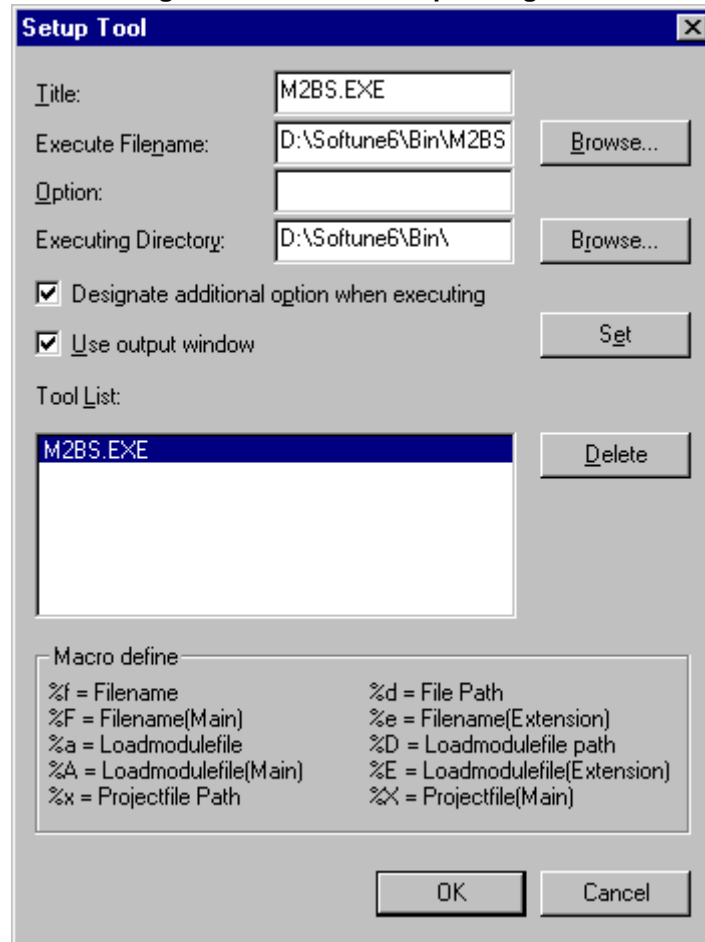 Setup Tool
Title: M2BS.EXE
Execute Filename: D:\Softune6\Bin\M2BS Browse...
Option:
Executing Directory: D:\Softune6\Bin\ Browse...
Designate additional option when executing
Use output window Set
Tool List:
M2BS.EXE Delete
Macro define
%f = Filename %d = File Path
%F = Filename(Main) %e = Filename(Extension)
%a = Loadmodulefile %D = Loadmodulefile path
%A = Loadmodulefile(Main) %E = Loadmodulefile(Extension)
%x = Projectfile Path %X = Projectfile(Main)
OK Cancel